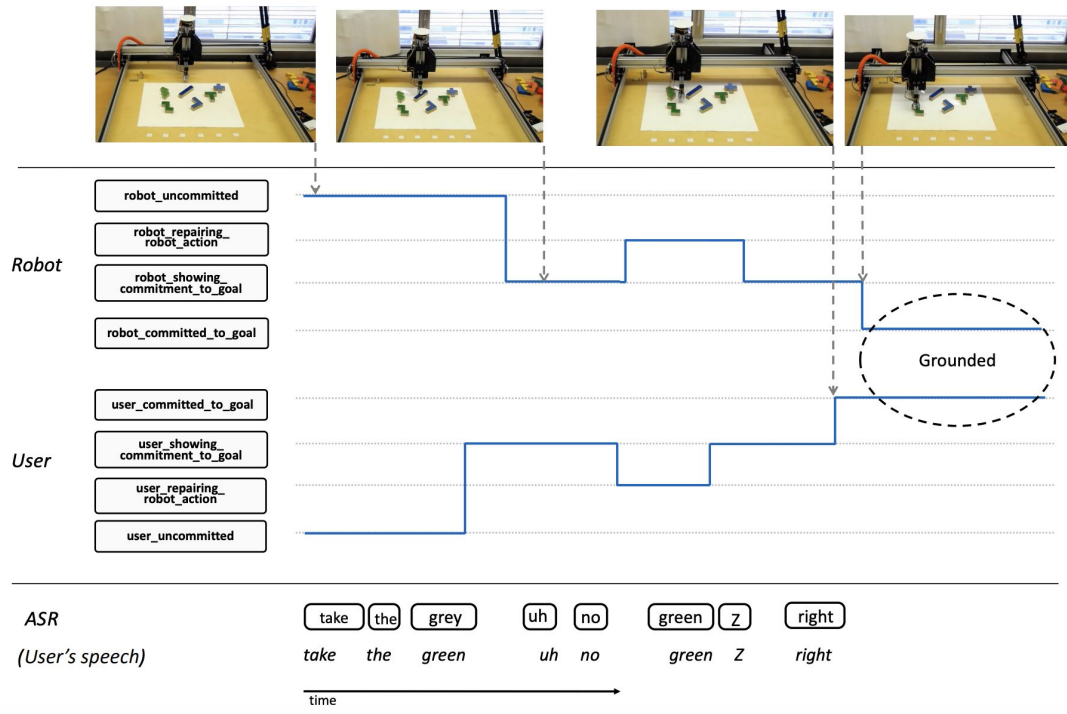 robot_uncommitted
robot_repairing_
robot_action
Robot
robot_showing_
commitment_to_goal
robot_committed_to_goal
Grounded
user_committed_to_goal
User
user_showing_
commitment_to_goal
user_repairing_
robot_action
user_uncommitted
ASR take the grey uh no green Z right
(User's speech) take the green uh no green Z right
time